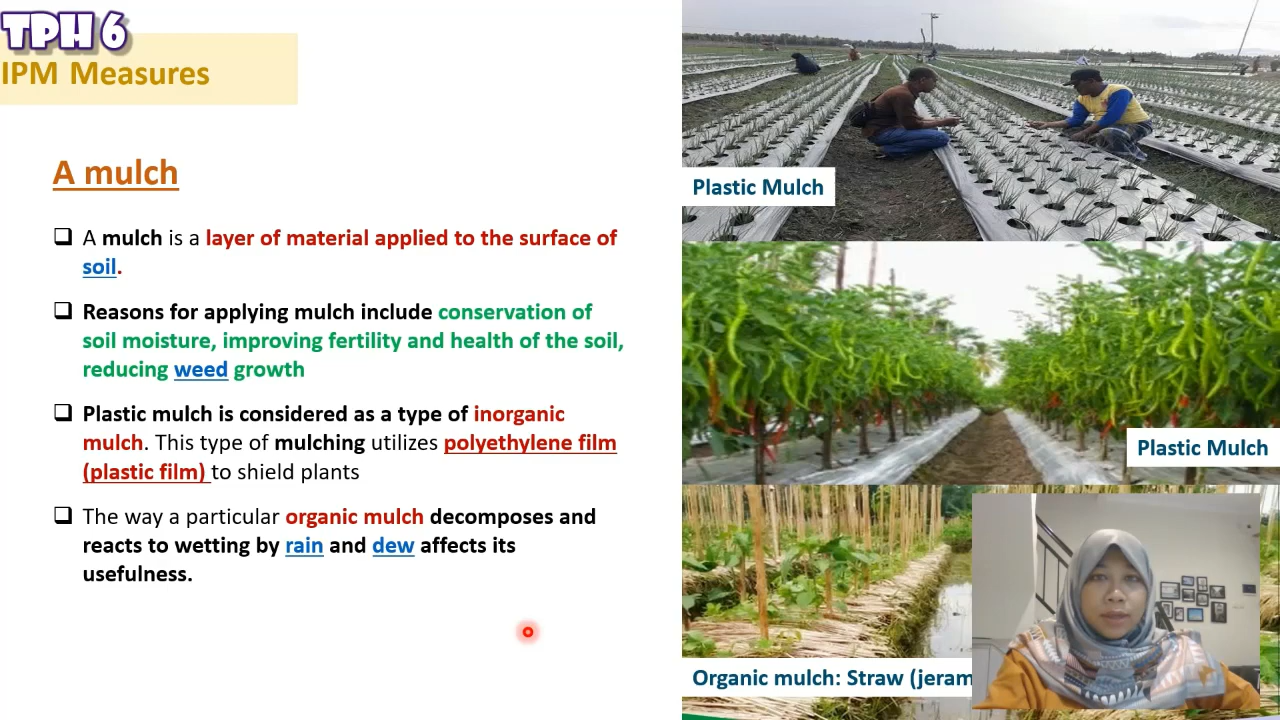 TPH 6
IPM Measures
A mulch
A mulch is a layer of material applied to the surface of
soil.
Reasons for applying mulch include conservation of
soil moisture, improving fertility and health of the soil,
reducing weed growth
Plastic mulch is considered as a type of inorganic
mulch. This type of mulching utilizes polyethylene film
(plastic film) to shield plants
The way a particular organic mulch decomposes and
reacts to wetting by rain and dew affects its
usefulness.
Plastic Mulch
Plastic Mulch
Organic mulch: Straw (jeram